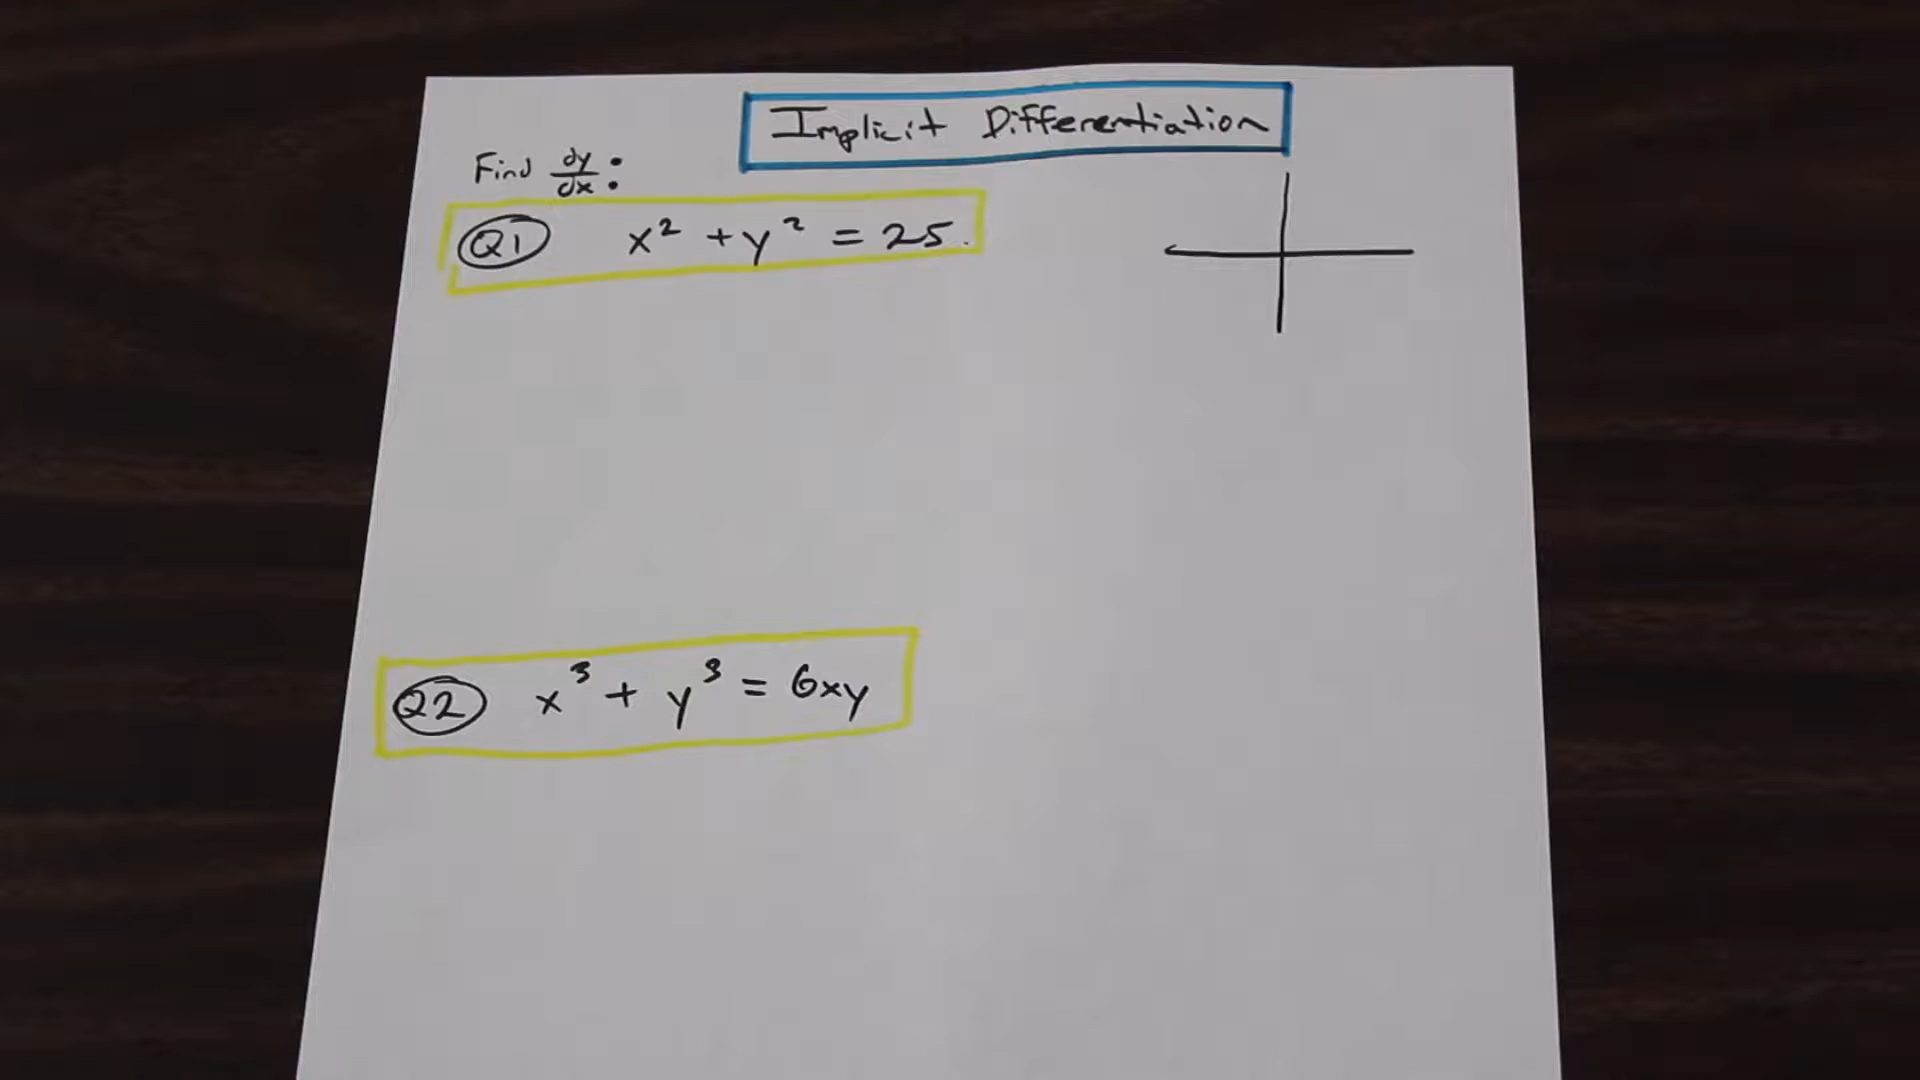 Implicit Differentiation
Find dy/dx:
Q1 x² + y² = 25.
Q2 x³ + y³ = 6xy